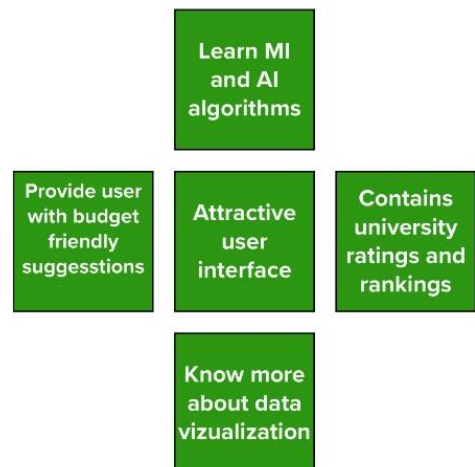 Learn MI
and AI
algorithms
Provide user
with budget
friendly
suggesstions
Attractive
user
interface
Contains
university
ratings and
rankings
Know more
about data
vizualization